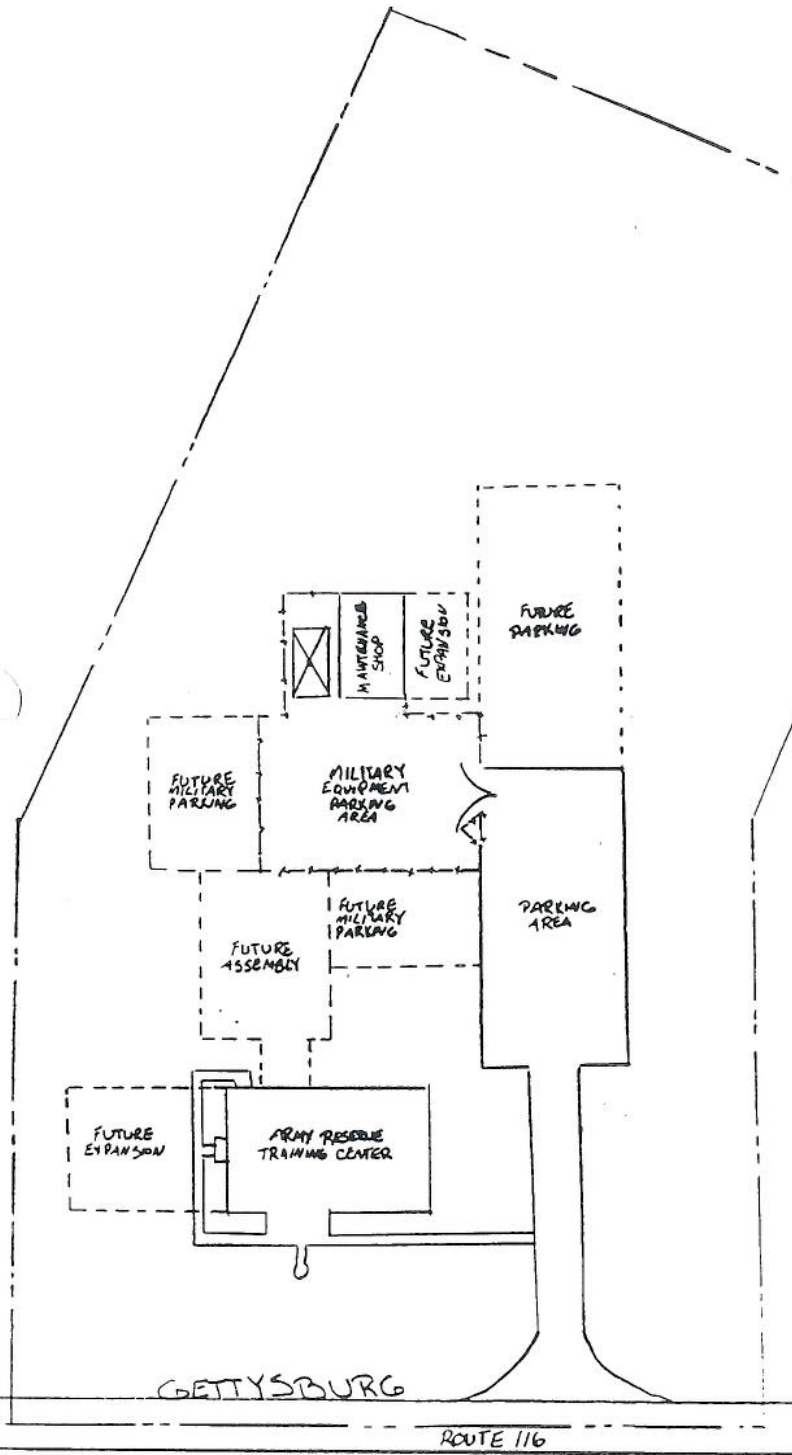 FUTURE
PARKING
MAINTENANCE
SHOP
FUTURE
EXPANSION
FUTURE
MILITARY
PARKING
MILITARY
EQUIPMENT
PARKING
AREA
FUTURE
MILITARY
PARKING
PARKING
AREA
FUTURE
ASSEMBLY
FUTURE
EXPANSION
ARMY RESERVE
TRAINING CENTER
GETTYSBURG
ROUTE 116